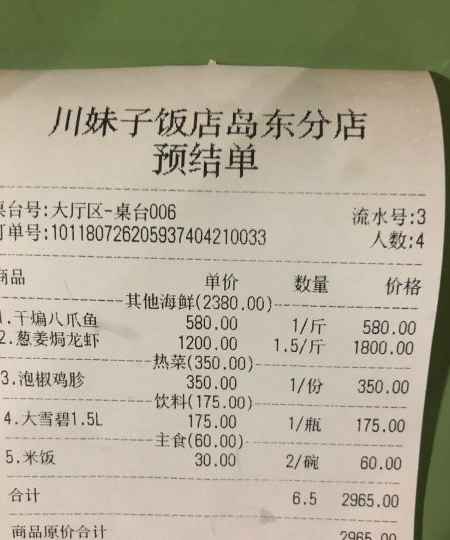 川妹子饭店岛东分店
预结单
桌台号:大厅区-桌台006 流水号:3
订单号:101180726205937404210033 人数:4
商品 单价 数量 价格
其他海鲜(2380.00)
1.干煸八爪鱼 580.00 1/斤 580.00
2.葱姜焗龙虾 1200.00 1.5/斤 1800.00
热菜(350.00)
3.泡椒鸡胗 350.00 1/份 350.00
饮料(175.00)
4.大雪碧1.5L 175.00 1/瓶 175.00
主食(60.00)
5.米饭 30.00 2/碗 60.00
合计 6.5 2965.00
商品原价合计 2965.00